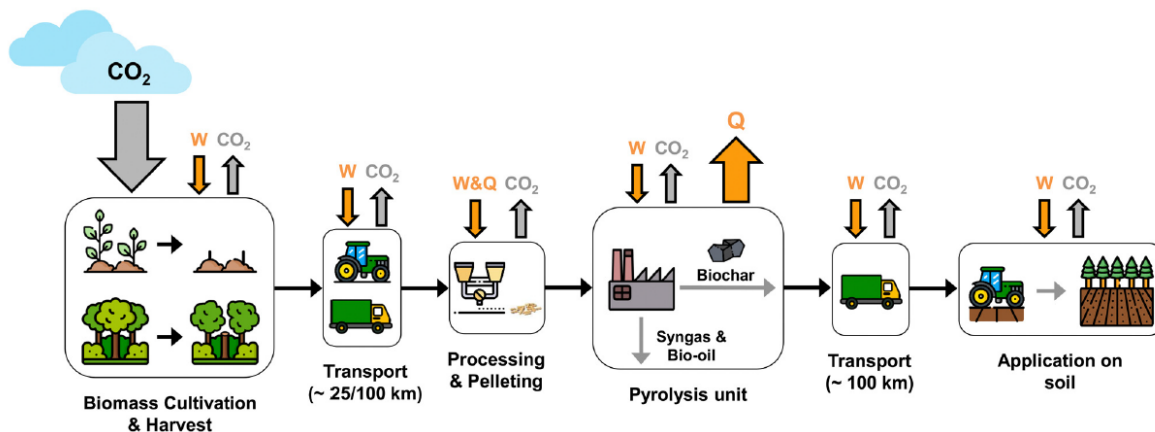 CO₂
W CO₂
W CO₂
W&Q CO₂
W CO₂
Q
W CO₂
W CO₂
Biochar
Syngas &
Bio-oil
Biomass Cultivation
& Harvest
Transport
(~ 25/100 km)
Processing
& Pelleting
Pyrolysis unit
Transport
(~ 100 km)
Application on
soil